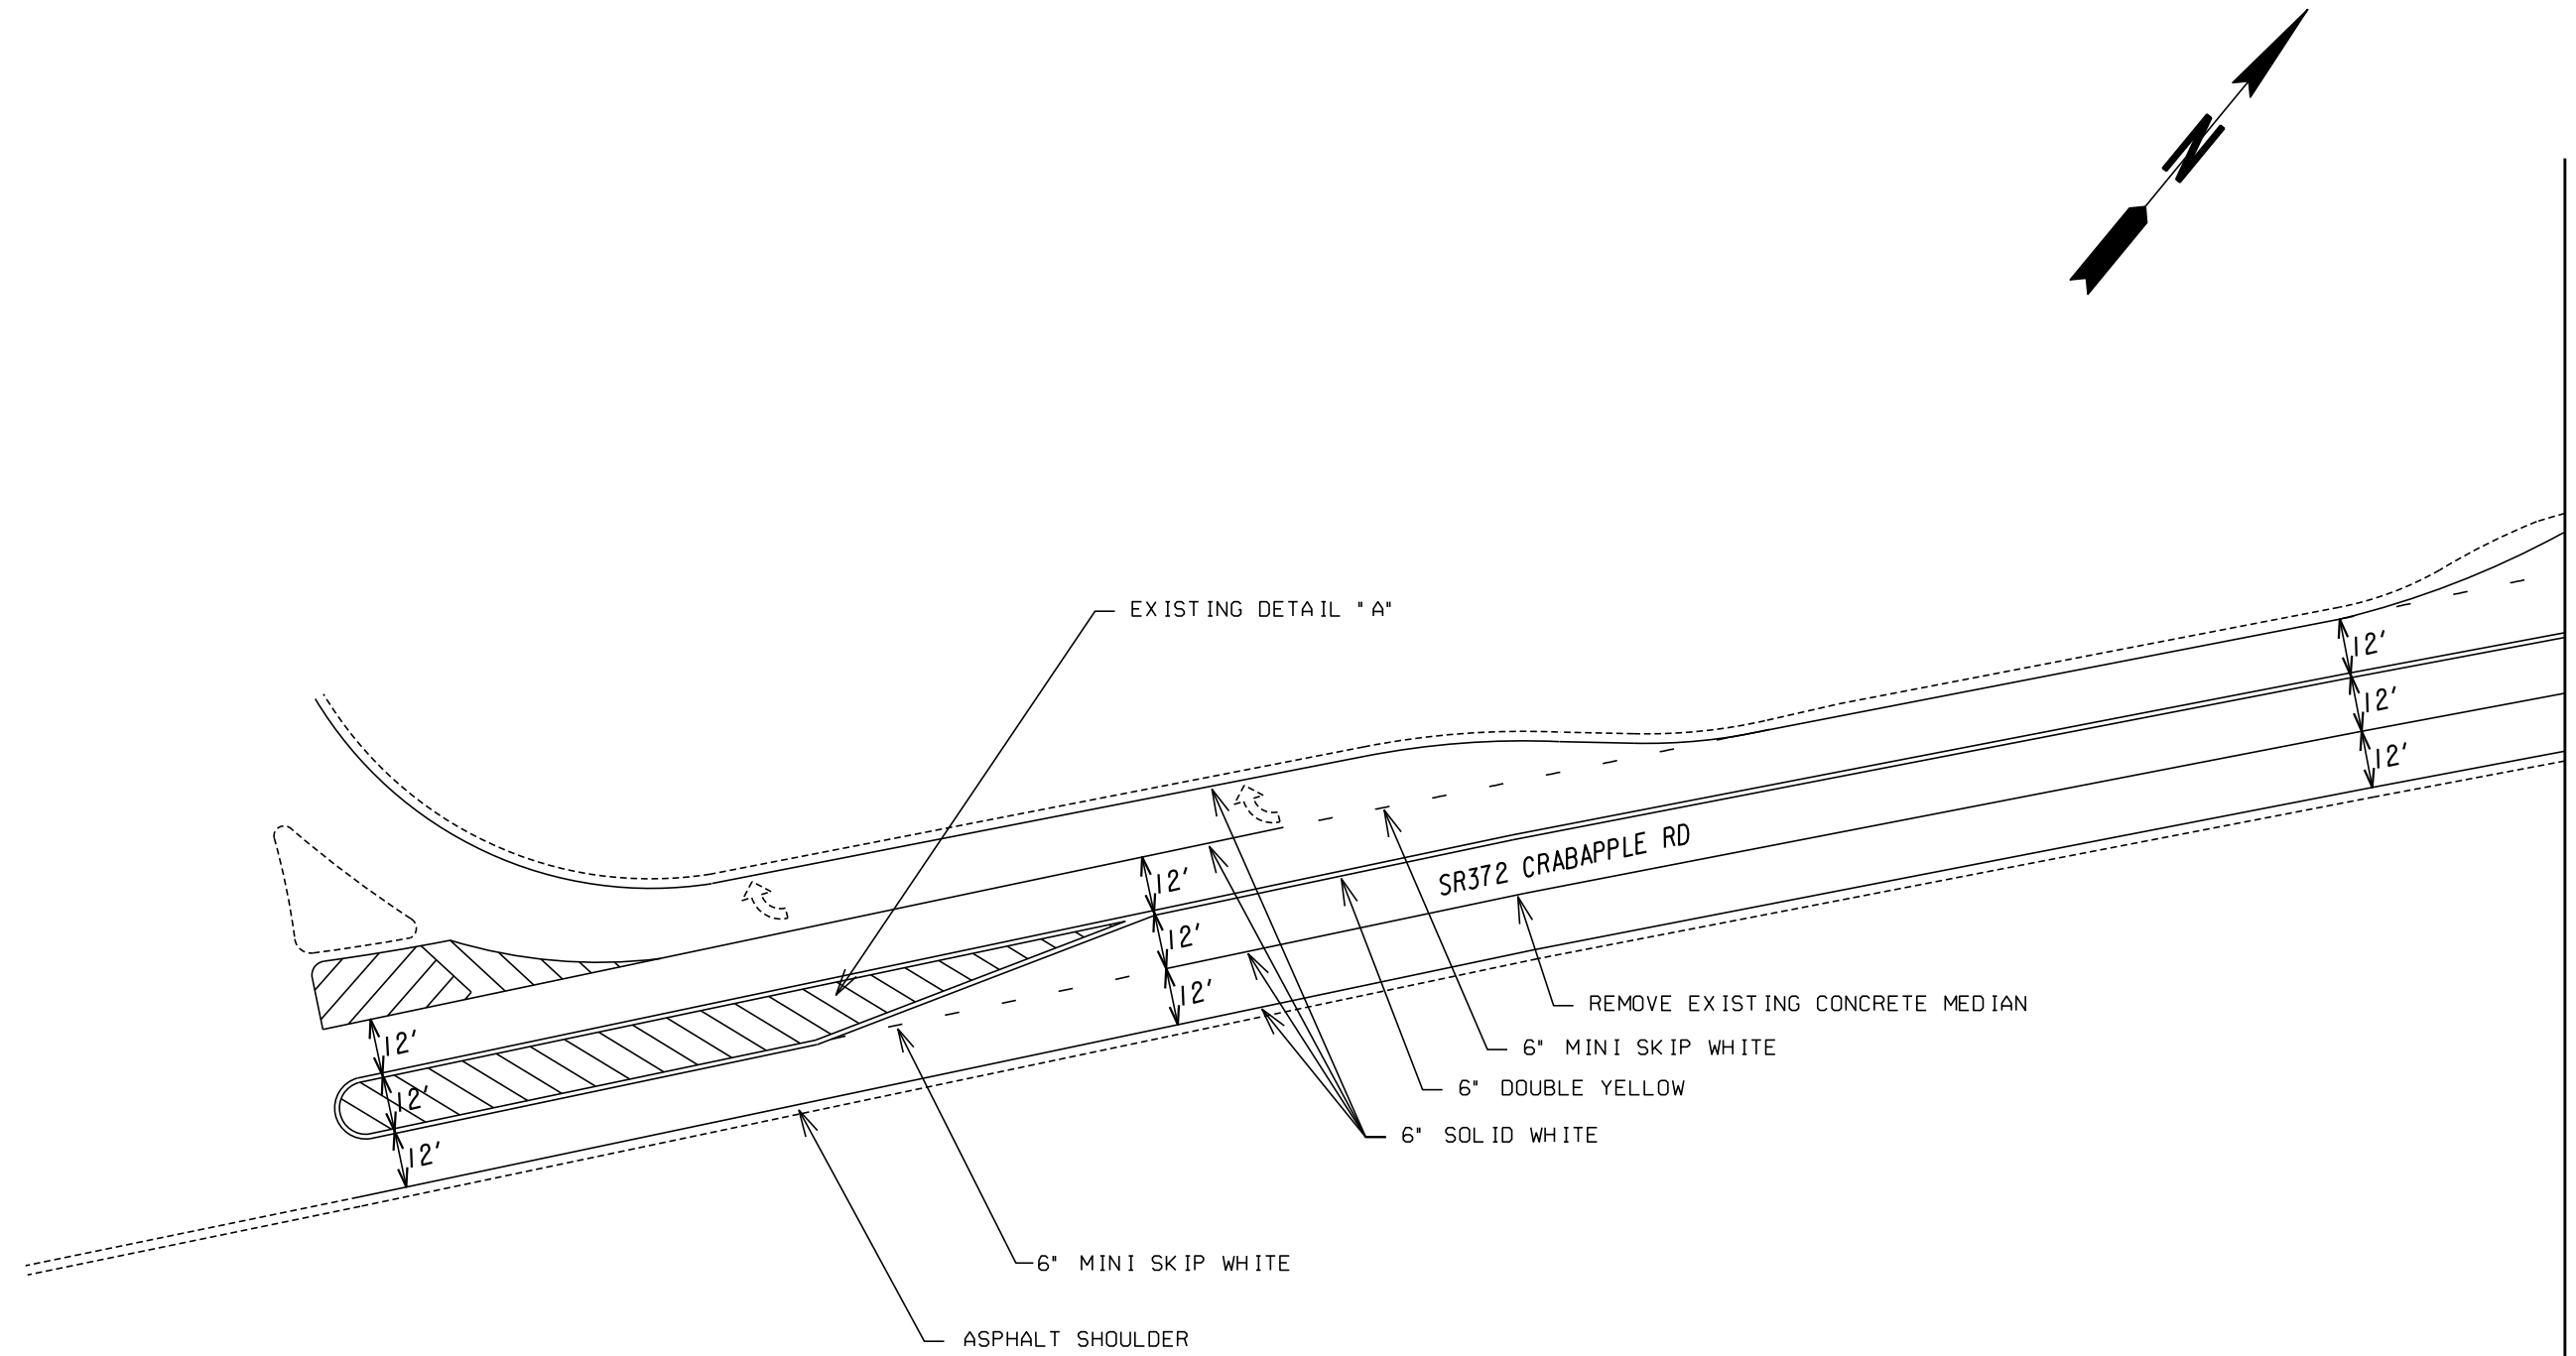 N
EXISTING DETAIL "A"
12'
12'
12'
12'
12'
12'
SR372 CRABAPPLE RD
REMOVE EXISTING CONCRETE MEDIAN
12'
6" MINI SKIP WHITE
12'
6" DOUBLE YELLOW
6" SOLID WHITE
12'
6" MINI SKIP WHITE
ASPHALT SHOULDER